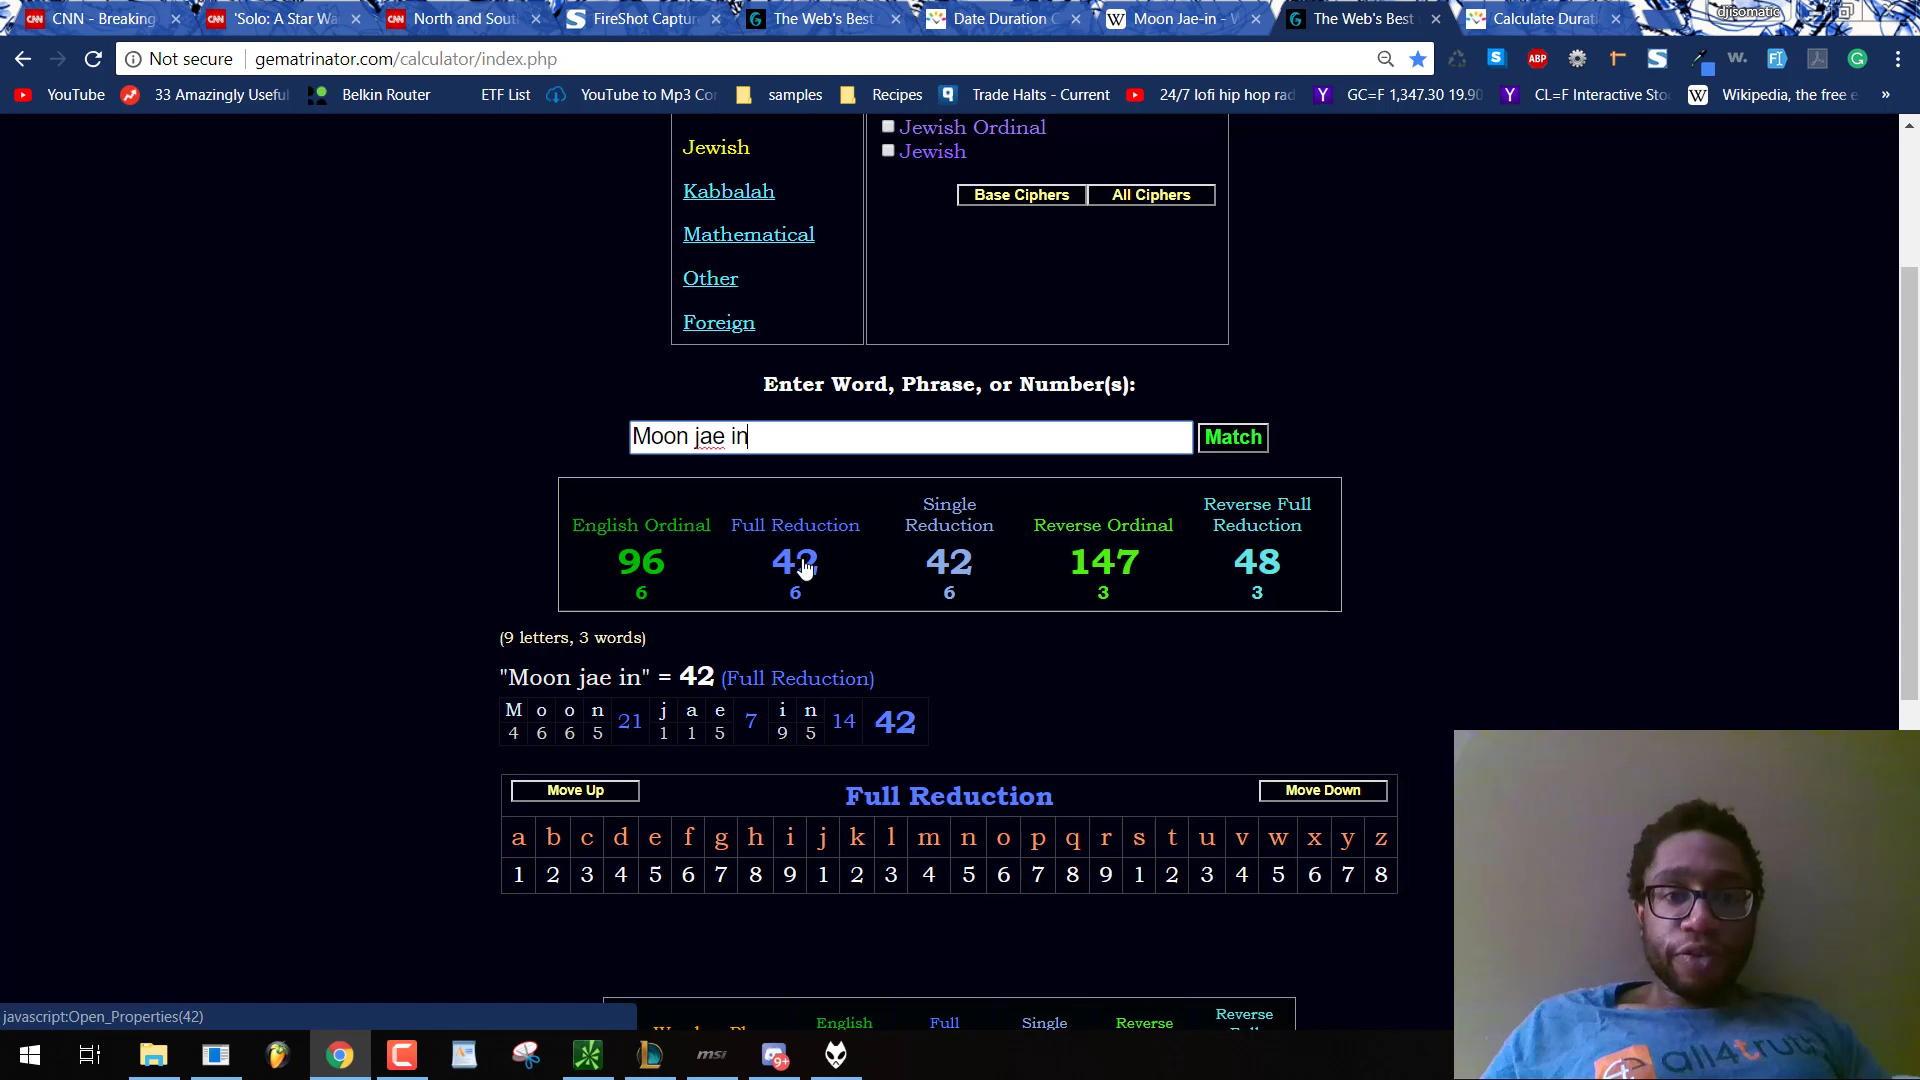 CNN - Breaking
'Solo: A Star Wa
North and Sout
FireShot Captur
The Web's Best
Date Duration C
Moon Jae-in - W
The Web's Best
Calculate Durati
djisomatic
Not secure
gematrinator.com/calculator/index.php
YouTube
33 Amazingly Useful
Belkin Router
ETF List
YouTube to Mp3 Con
samples
Recipes
Trade Halts - Current
24/7 lofi hip hop rad
GC=F 1,347.30 19.90
CL=F Interactive Sto
Wikipedia, the free e
»
Jewish
Kabbalah
Mathematical
Other
Foreign
Jewish Ordinal
Jewish
Base Ciphers All Ciphers
Enter Word, Phrase, or Number(s):
Moon jae in Match
English Ordinal
96
6
Full Reduction
42
6
Single
Reduction
42
6
Reverse Ordinal
147
3
Reverse Full
Reduction
48
3
(9 letters, 3 words)
"Moon jae in" = 42 (Full Reduction)
M o o n 21 j a e 7 i n 14 42
4 6 6 5 1 1 5 9 5
Move Up Full Reduction Move Down
a b c d e f g h i j k l m n o p q r s t u v w x y z
1 2 3 4 5 6 7 8 9 1 2 3 4 5 6 7 8 9 1 2 3 4 5 6 7 8
English Full Single Reverse Reverse
javascript:Open_Properties(42)
msi
9+
all4truth